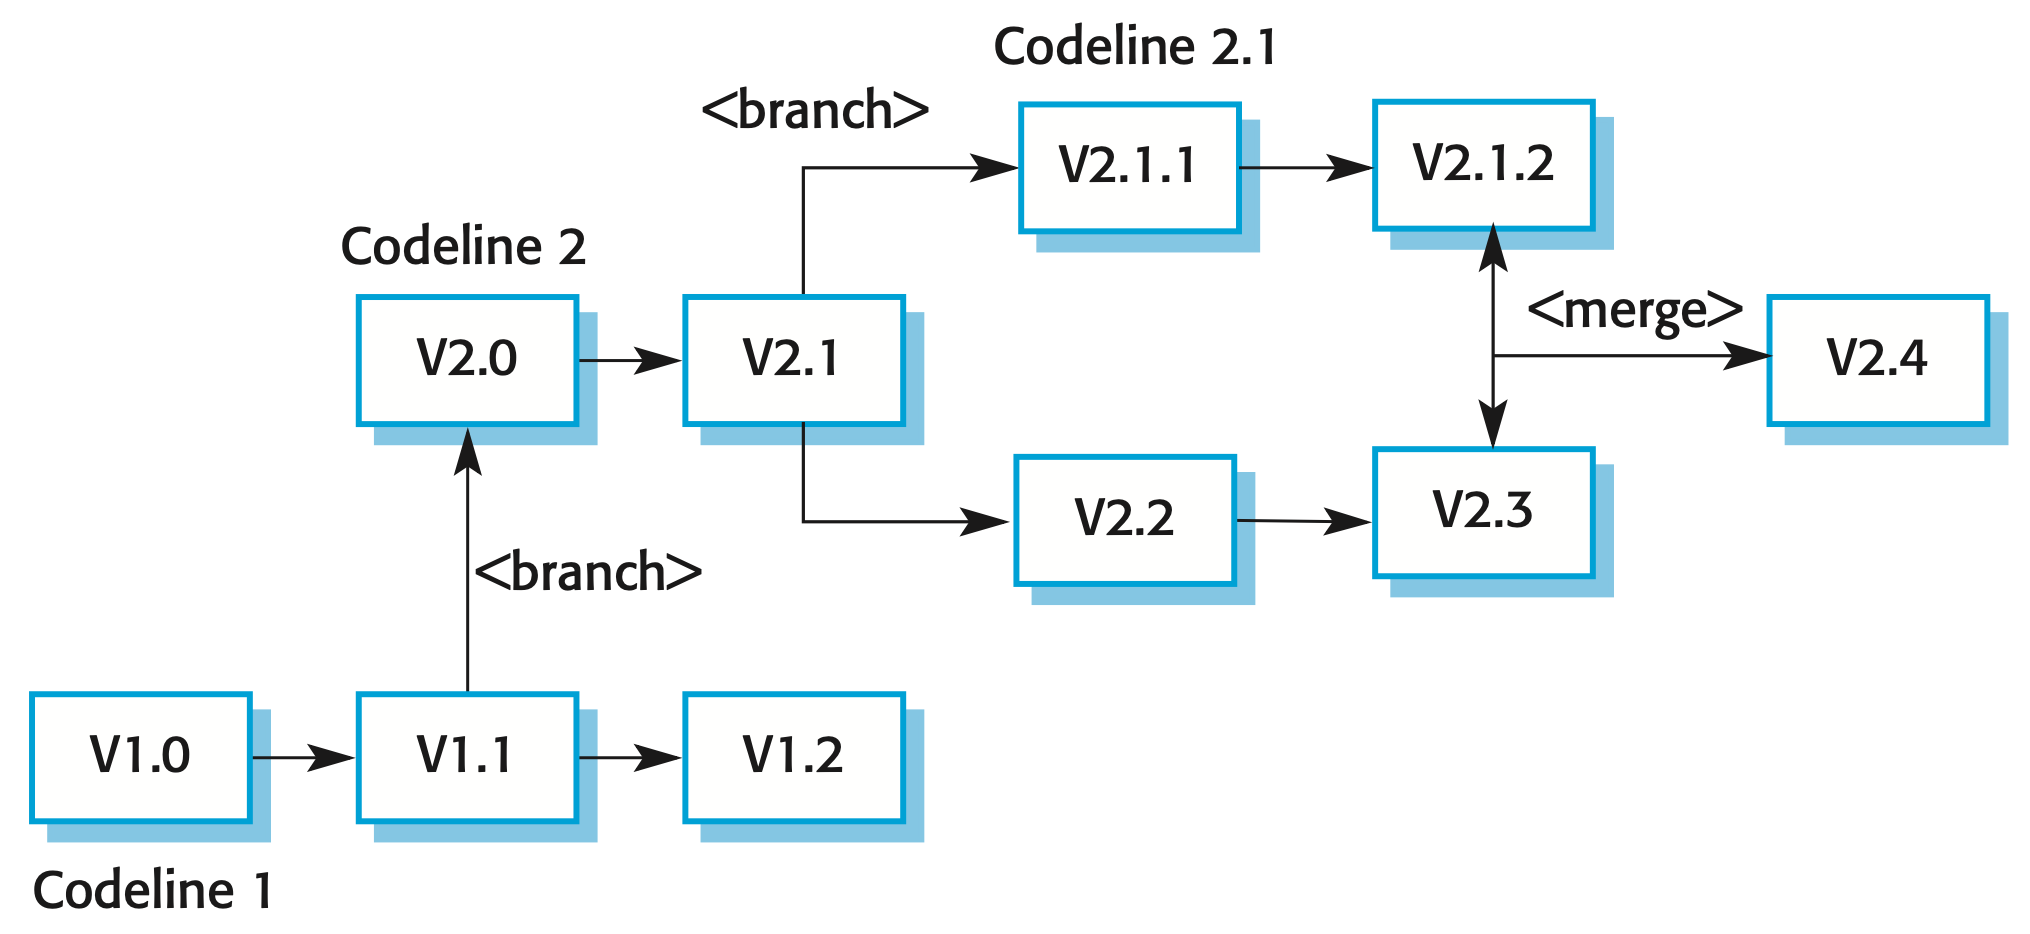 Codeline 2.1
<branch>
V2.1.1
V2.1.2
Codeline 2
V2.0
V2.1
<merge>
V2.4
V2.2
V2.3
<branch>
V1.0
V1.1
V1.2
Codeline 1